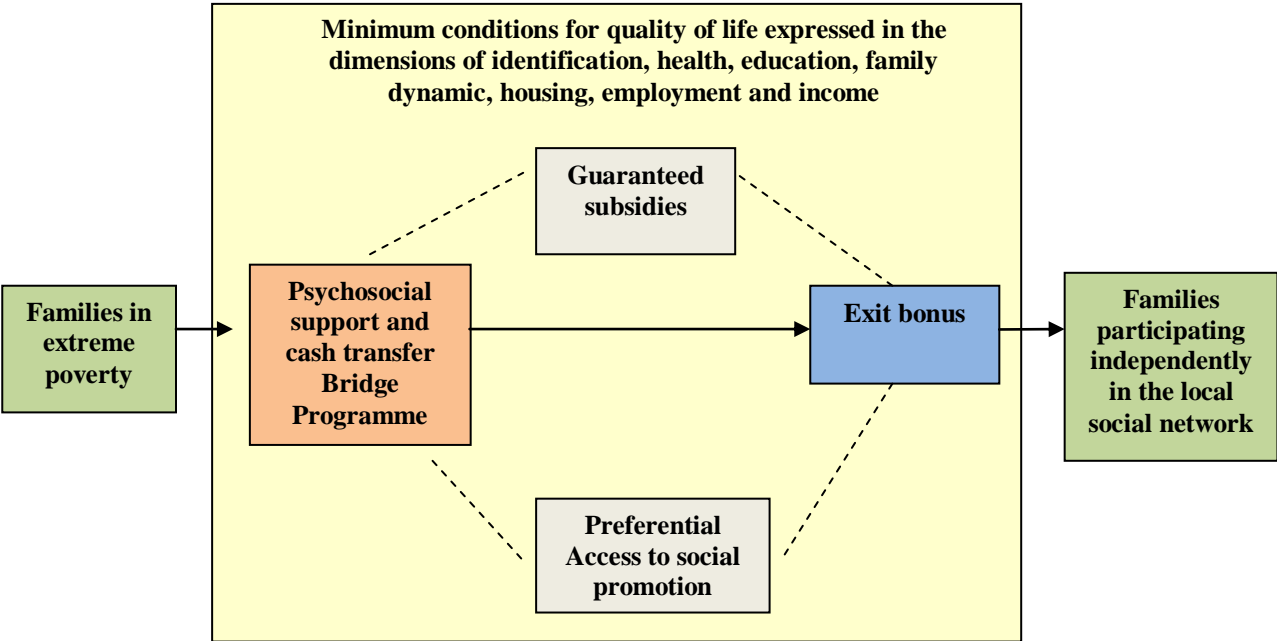 Minimum conditions for quality of life expressed in the
dimensions of identification, health, education, family
dynamic, housing, employment and income
Guaranteed
subsidies
Families in
extreme
poverty
Psychosocial
support and
cash transfer
Bridge
Programme
Exit bonus
Families
participating
independently
in the local
social network
Preferential
Access to social
promotion